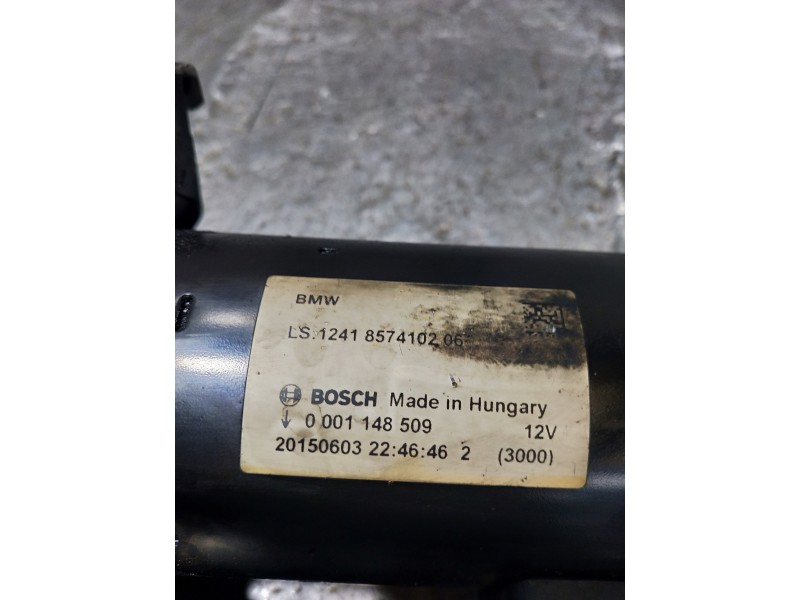 BMW
LS.1241 8574102 06
BOSCH Made in Hungary
0 001 148 509 12V
20150603 22:46:46 2 (3000)